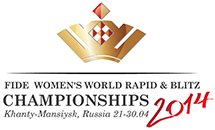 FIDE WOMEN'S WORLD RAPID & BLITZ
CHAMPIONSHIPS 2014
Khanty-Mansiysk, Russia 21-30.04